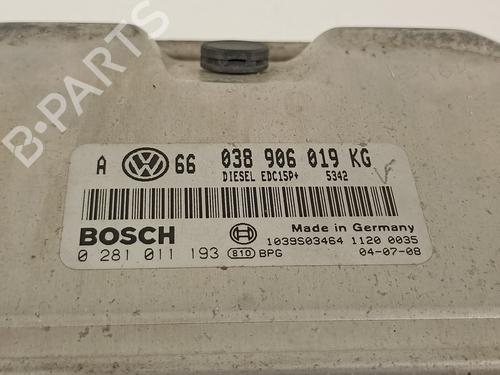 A VW 66 038 906 019 KG
DIESEL EDC15P+ 5342
BOSCH
Made in Germany
1039S03464 1120 0035
0 281 011 193 810 BPG 04-07-08
B-PARTS